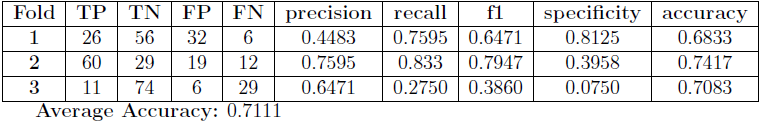 Fold TP TN FP FN precision recall f1 specificity accuracy
1 26 56 32 6 0.4483 0.7595 0.6471 0.8125 0.6833
2 60 29 19 12 0.7595 0.833 0.7947 0.3958 0.7417
3 11 74 6 29 0.6471 0.2750 0.3860 0.0750 0.7083
Average Accuracy: 0.7111